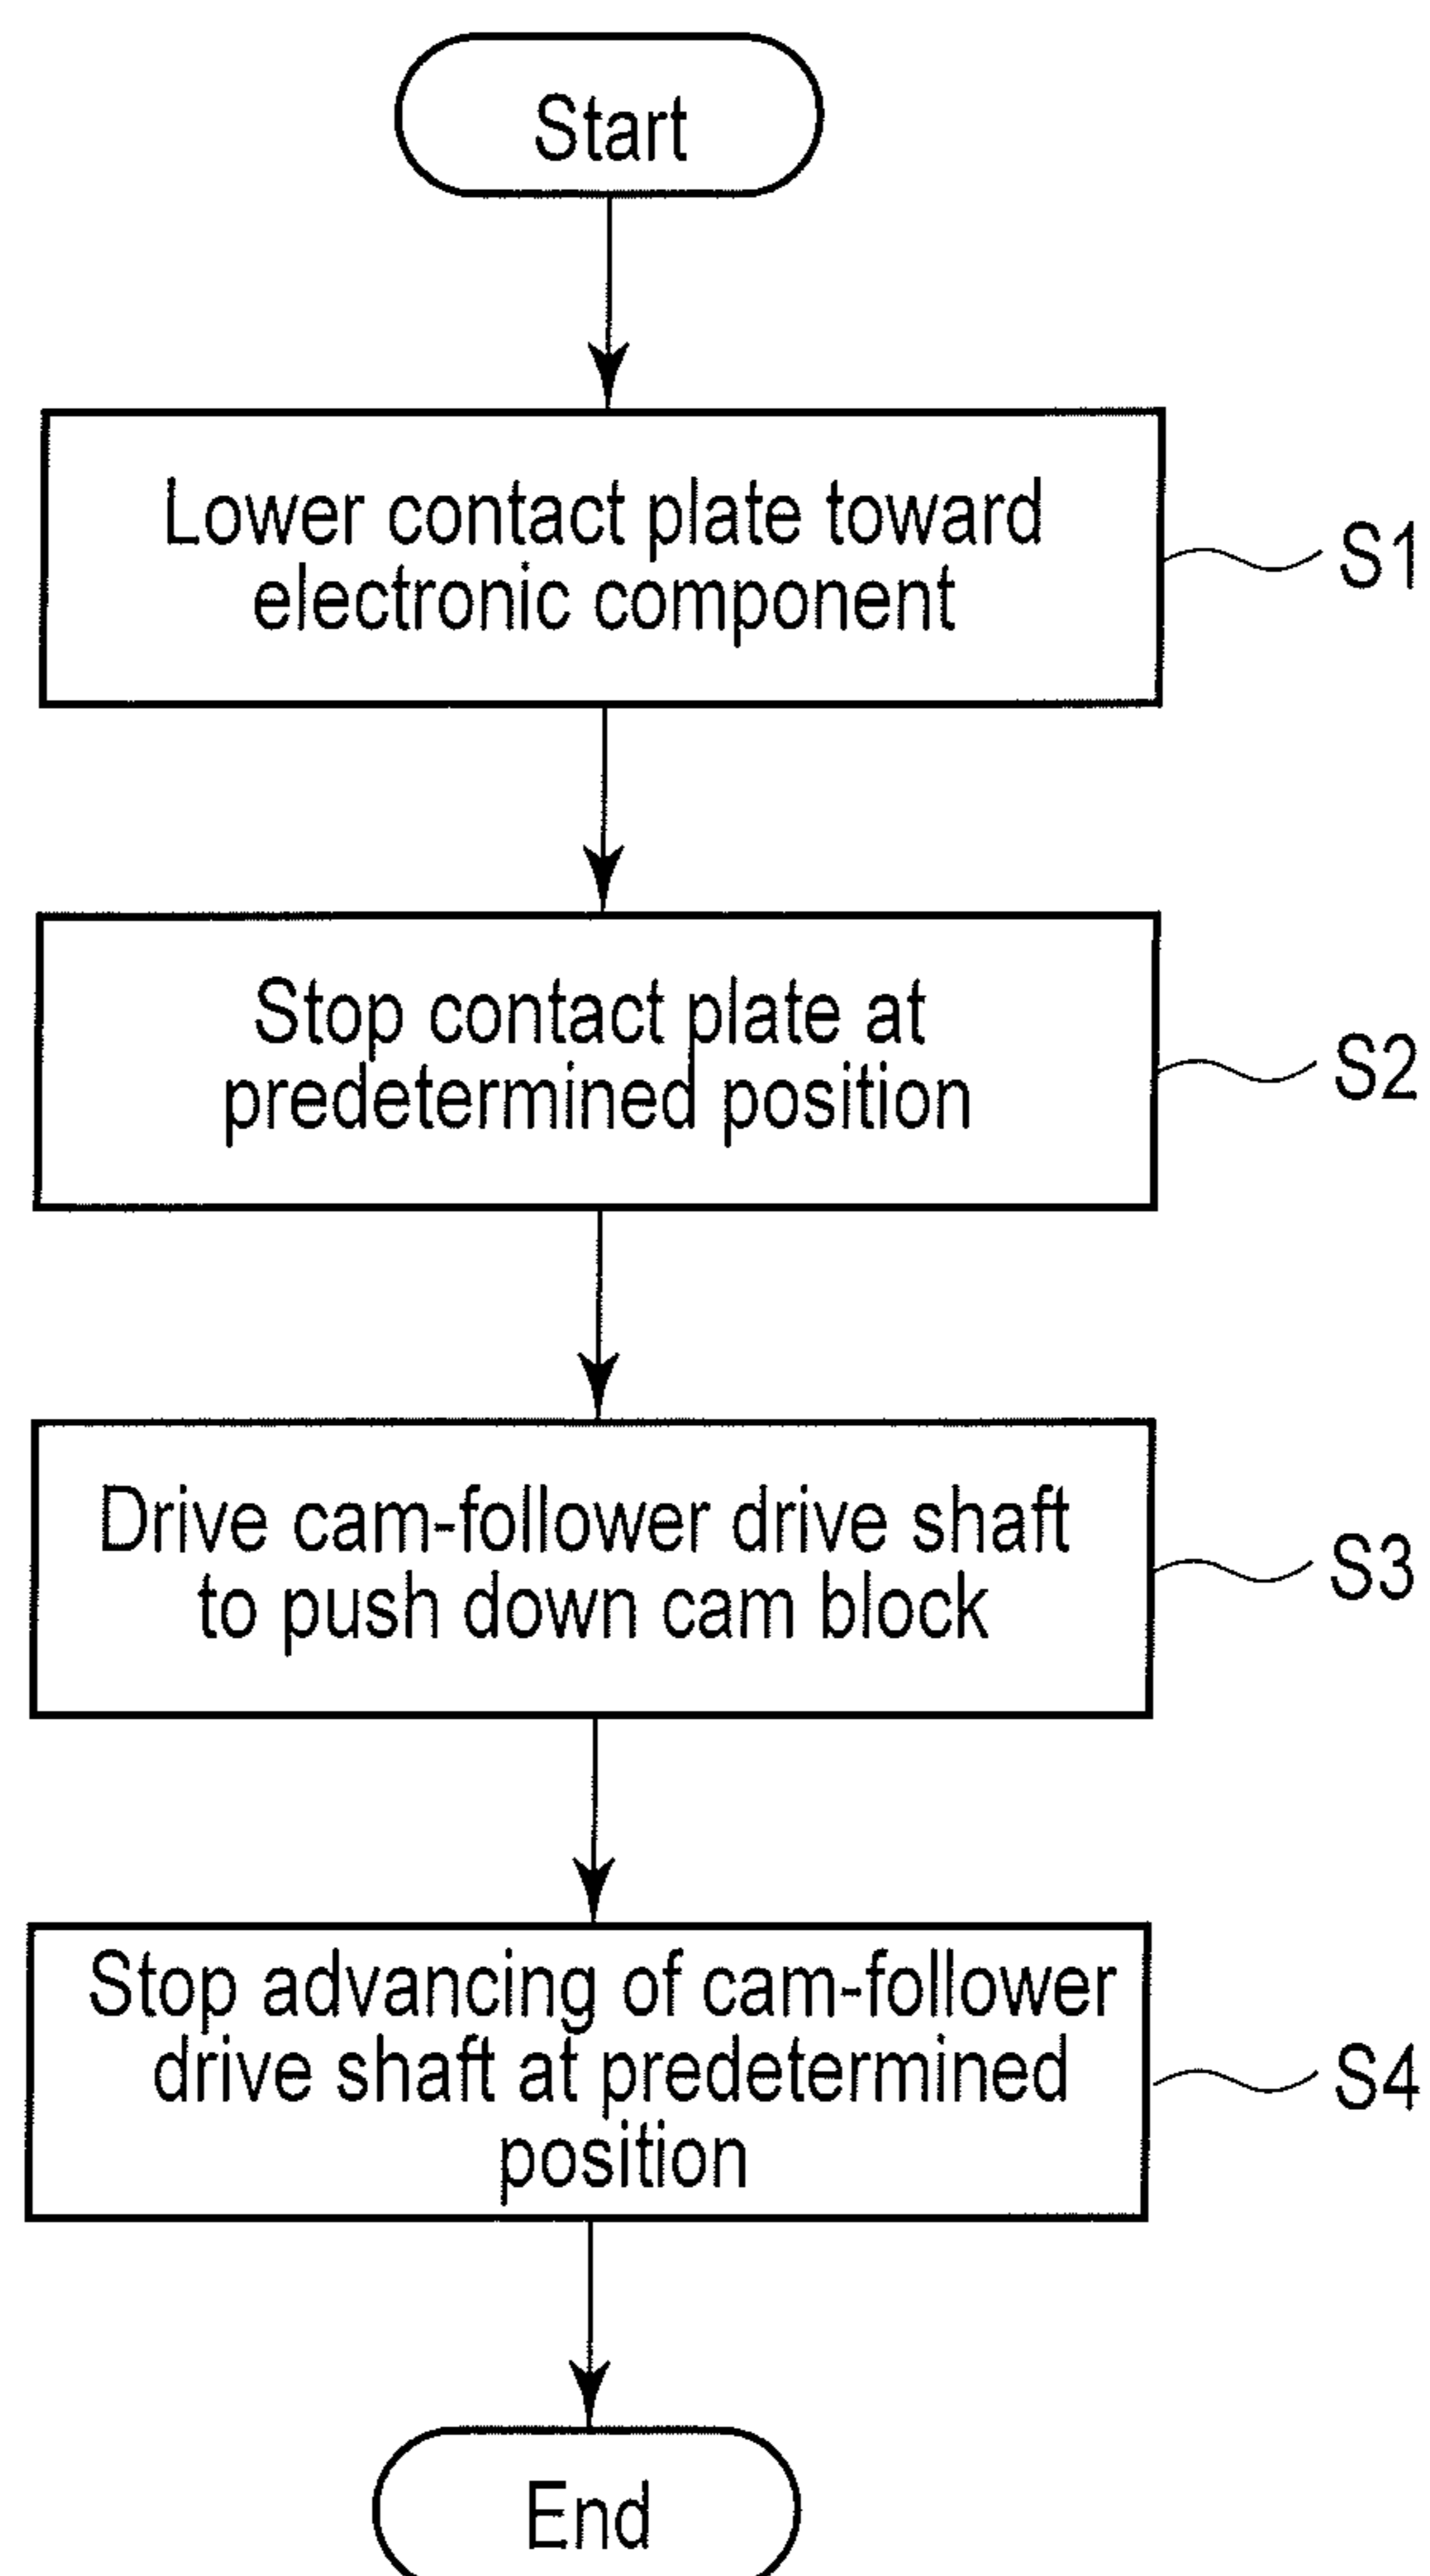 Start
Lower contact plate toward
electronic component
S1
Stop contact plate at
predetermined position
S2
Drive cam-follower drive shaft
to push down cam block
S3
Stop advancing of cam-follower
drive shaft at predetermined
position
S4
End